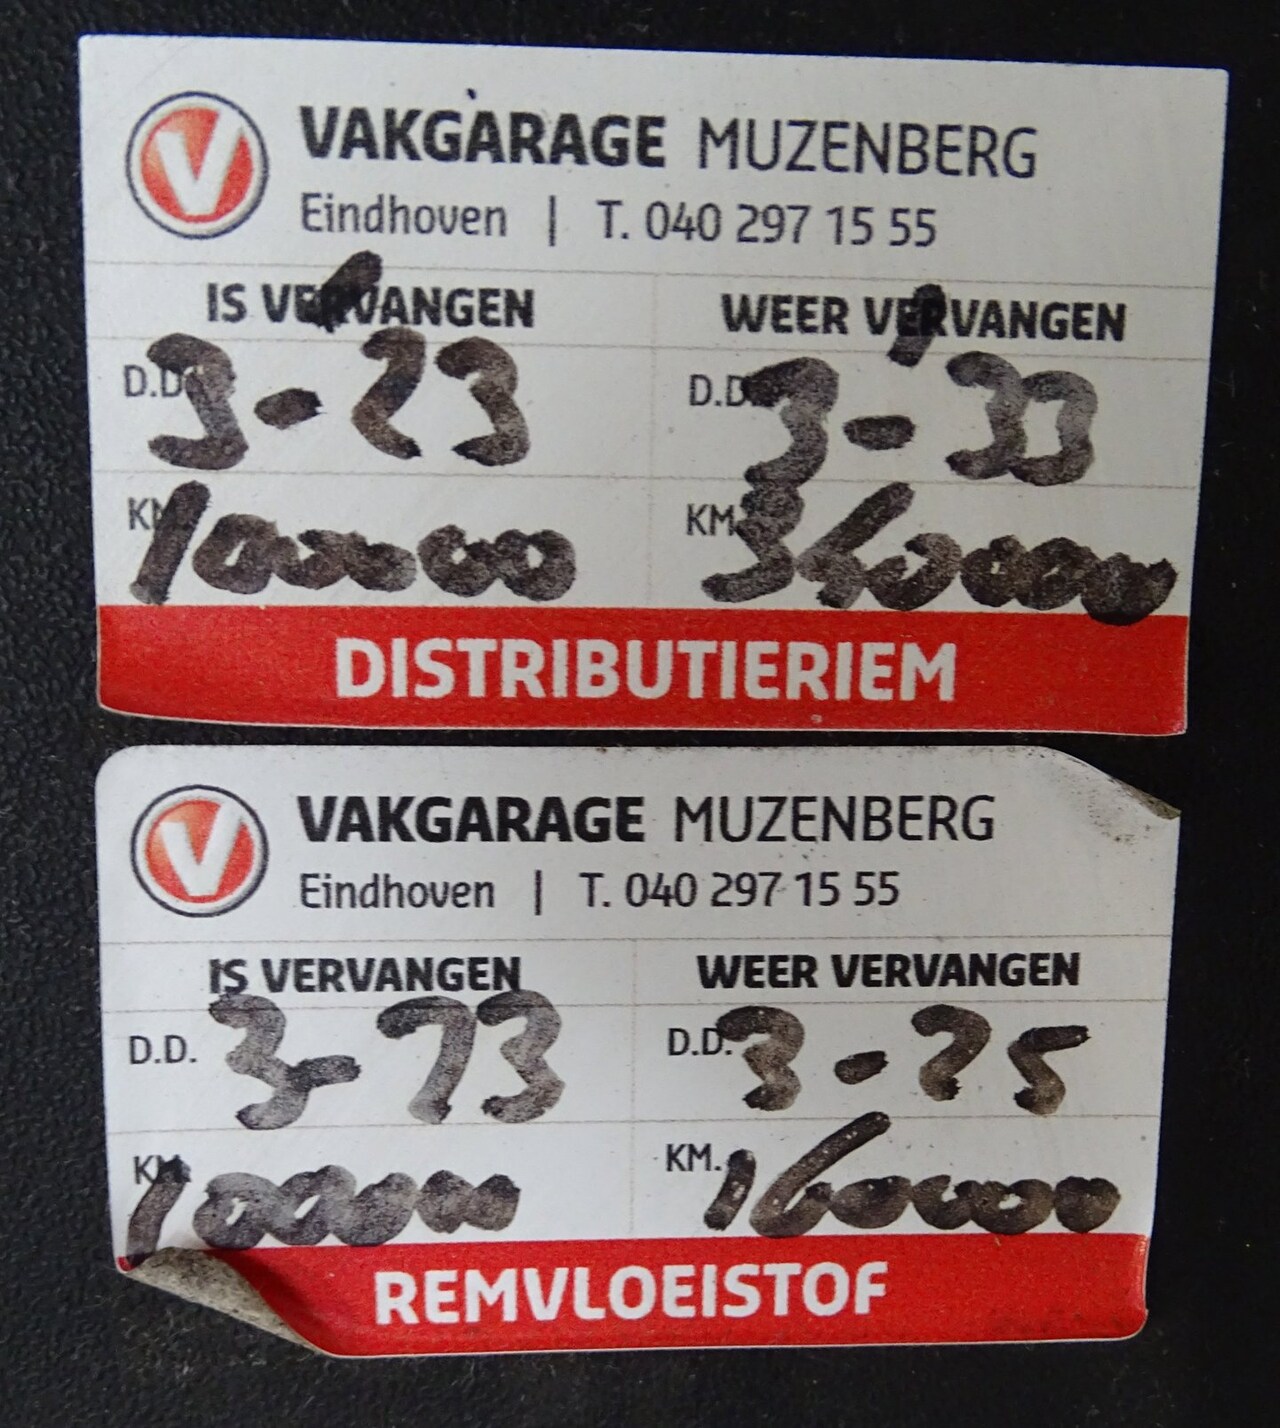 V
VAKGARAGE MUZENBERG
Eindhoven | T. 040 297 15 55
IS VERVANGEN WEER VERVANGEN
D.D. 3-23 D.D. 3-33
KM. 100000 KM. 340000
DISTRIBUTIERIEM
V
VAKGARAGE MUZENBERG
Eindhoven | T. 040 297 15 55
IS VERVANGEN WEER VERVANGEN
D.D. 3-23 D.D. 3-25
KM. 100000 KM. 160000
REMVLOEISTOF